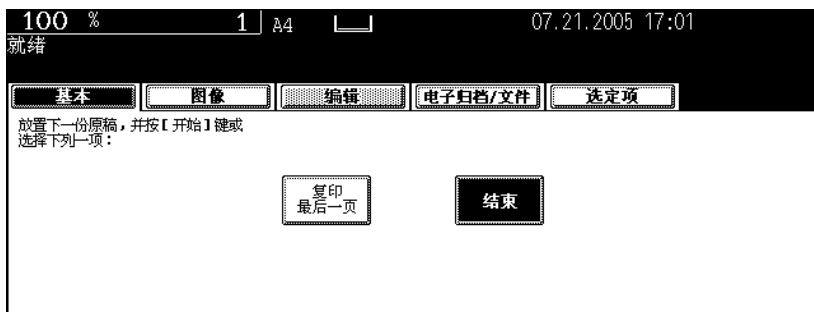 100 % 1 A4 07.21.2005 17:01
就绪
基本 图像 编辑 电子归档/文件 选定项
放置下一份原稿,并按[开始]键或
选择下列一项:
复印
最后一页
结束